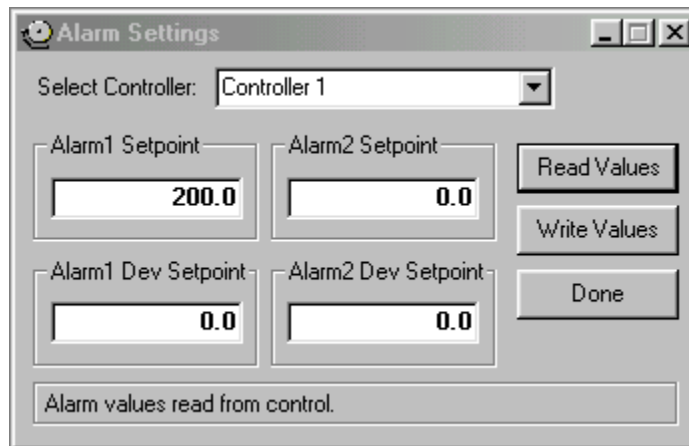 Alarm Settings
Select Controller: Controller 1
Alarm1 Setpoint
200.0
Alarm2 Setpoint
0.0
Read Values
Write Values
Alarm1 Dev Setpoint
0.0
Alarm2 Dev Setpoint
0.0
Done
Alarm values read from control.